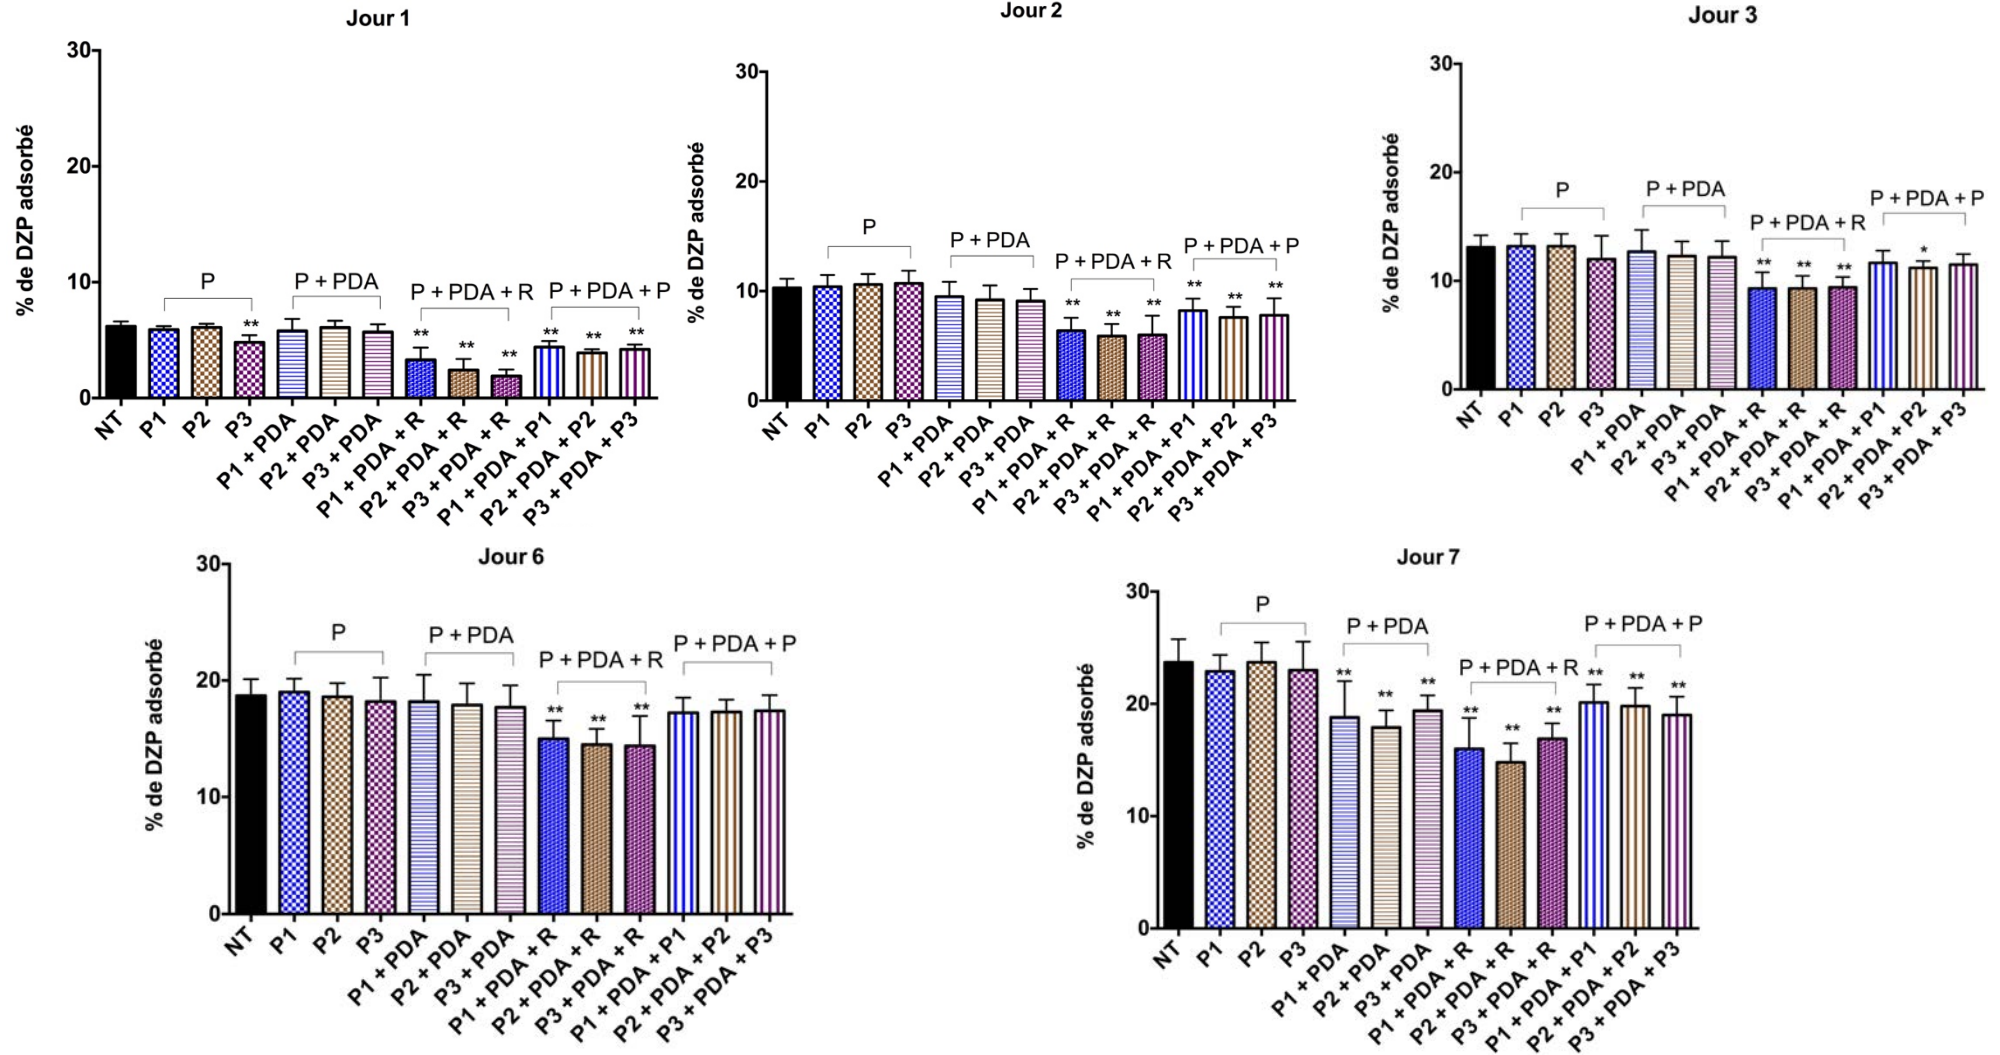 Jour 1
% de DZP adsorbé
30
20
10
0
P
P + PDA
P + PDA + R
P + PDA + P
**
**
**
**
**
**
**
NT
P1
P2
P3
P1 + PDA
P2 + PDA
P3 + PDA
P1 + PDA + R
P2 + PDA + R
P3 + PDA + R
P1 + PDA + P1
P2 + PDA + P2
P3 + PDA + P3
Jour 2
% de DZP adsorbé
30
20
10
0
P
P + PDA
P + PDA + R
P + PDA + P
**
**
**
**
**
**
NT
P1
P2
P3
P1 + PDA
P2 + PDA
P3 + PDA
P1 + PDA + R
P2 + PDA + R
P3 + PDA + R
P1 + PDA + P1
P2 + PDA + P2
P3 + PDA + P3
Jour 3
% de DZP adsorbé
30
20
10
0
P
P + PDA
P + PDA + R
P + PDA + P
**
**
**
*
NT
P1
P2
P3
P1 + PDA
P2 + PDA
P3 + PDA
P1 + PDA + R
P2 + PDA + R
P3 + PDA + R
P1 + PDA + P1
P2 + PDA + P2
P3 + PDA + P3
Jour 6
% de DZP adsorbé
30
20
10
0
P
P + PDA
P + PDA + R
P + PDA + P
**
**
**
NT
P1
P2
P3
P1 + PDA
P2 + PDA
P3 + PDA
P1 + PDA + R
P2 + PDA + R
P3 + PDA + R
P1 + PDA + P1
P2 + PDA + P2
P3 + PDA + P3
Jour 7
% de DZP adsorbé
30
20
10
0
P
P + PDA
P + PDA + R
P + PDA + P
**
**
**
**
**
**
**
**
**
NT
P1
P2
P3
P1 + PDA
P2 + PDA
P3 + PDA
P1 + PDA + R
P2 + PDA + R
P3 + PDA + R
P1 + PDA + P1
P2 + PDA + P2
P3 + PDA + P3